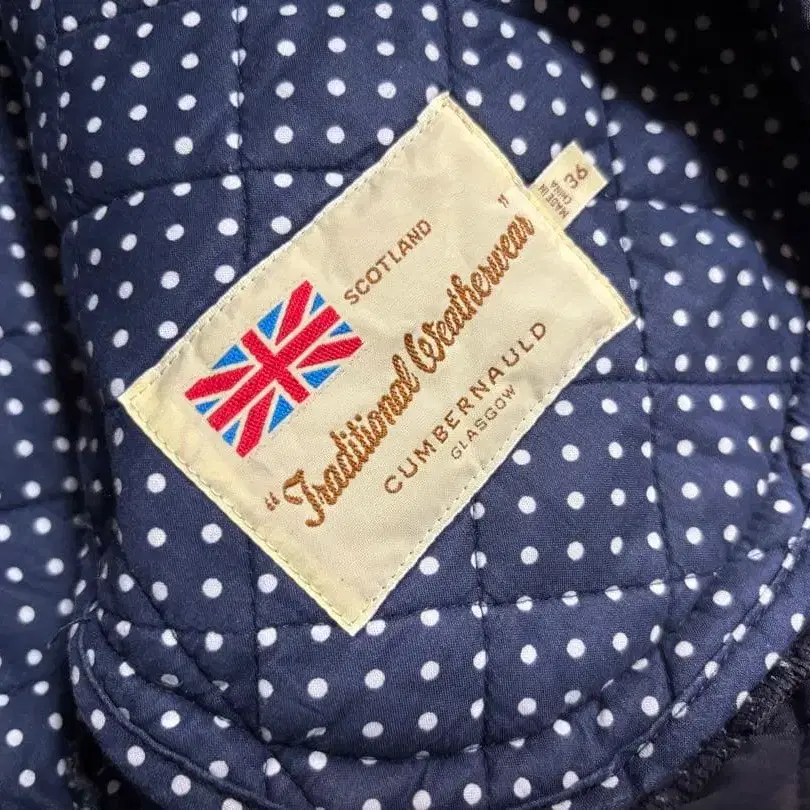 SCOTLAND
"Traditional Weatherwear"
CUMBERNAULD
GLASGOW
36
MADE IN
CHINA